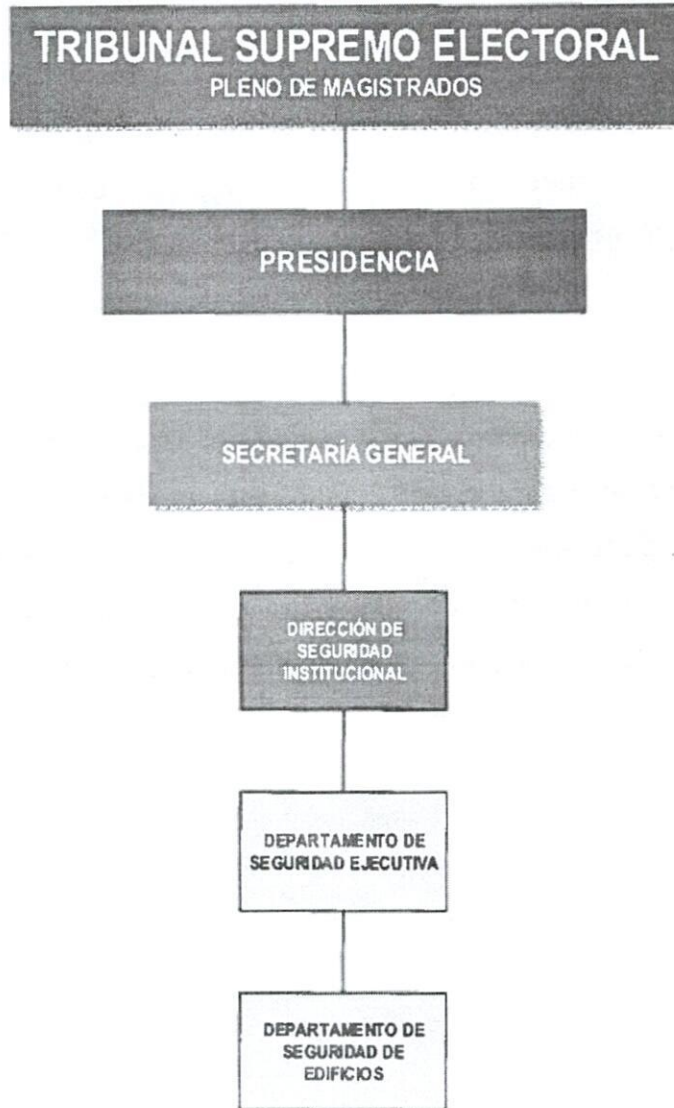 TRIBUNAL SUPREMO ELECTORAL
PLENO DE MAGISTRADOS
PRESIDENCIA
SECRETARÍA GENERAL
DIRECCIÓN DE
SEGURIDAD
INSTITUCIONAL
DEPARTAMENTO DE
SEGURIDAD EJECUTIVA
DEPARTAMENTO DE
SEGURIDAD DE
EDIFICIOS